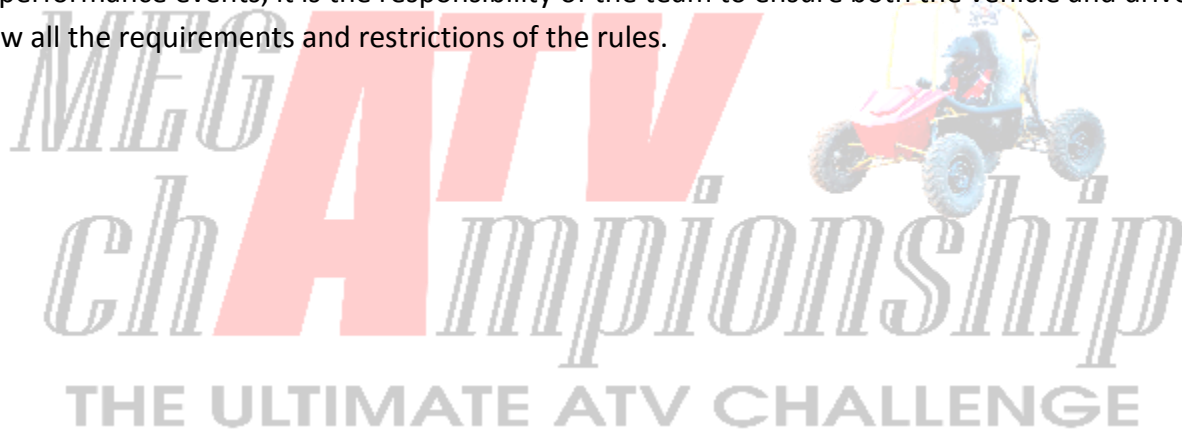 performance events, it is the responsibility of the team to ensure both the vehicle and
w all the requirements and restrictions of the rules.
MEG ATV
chAmpionship
THE ULTIMATE ATV CHALLENGE